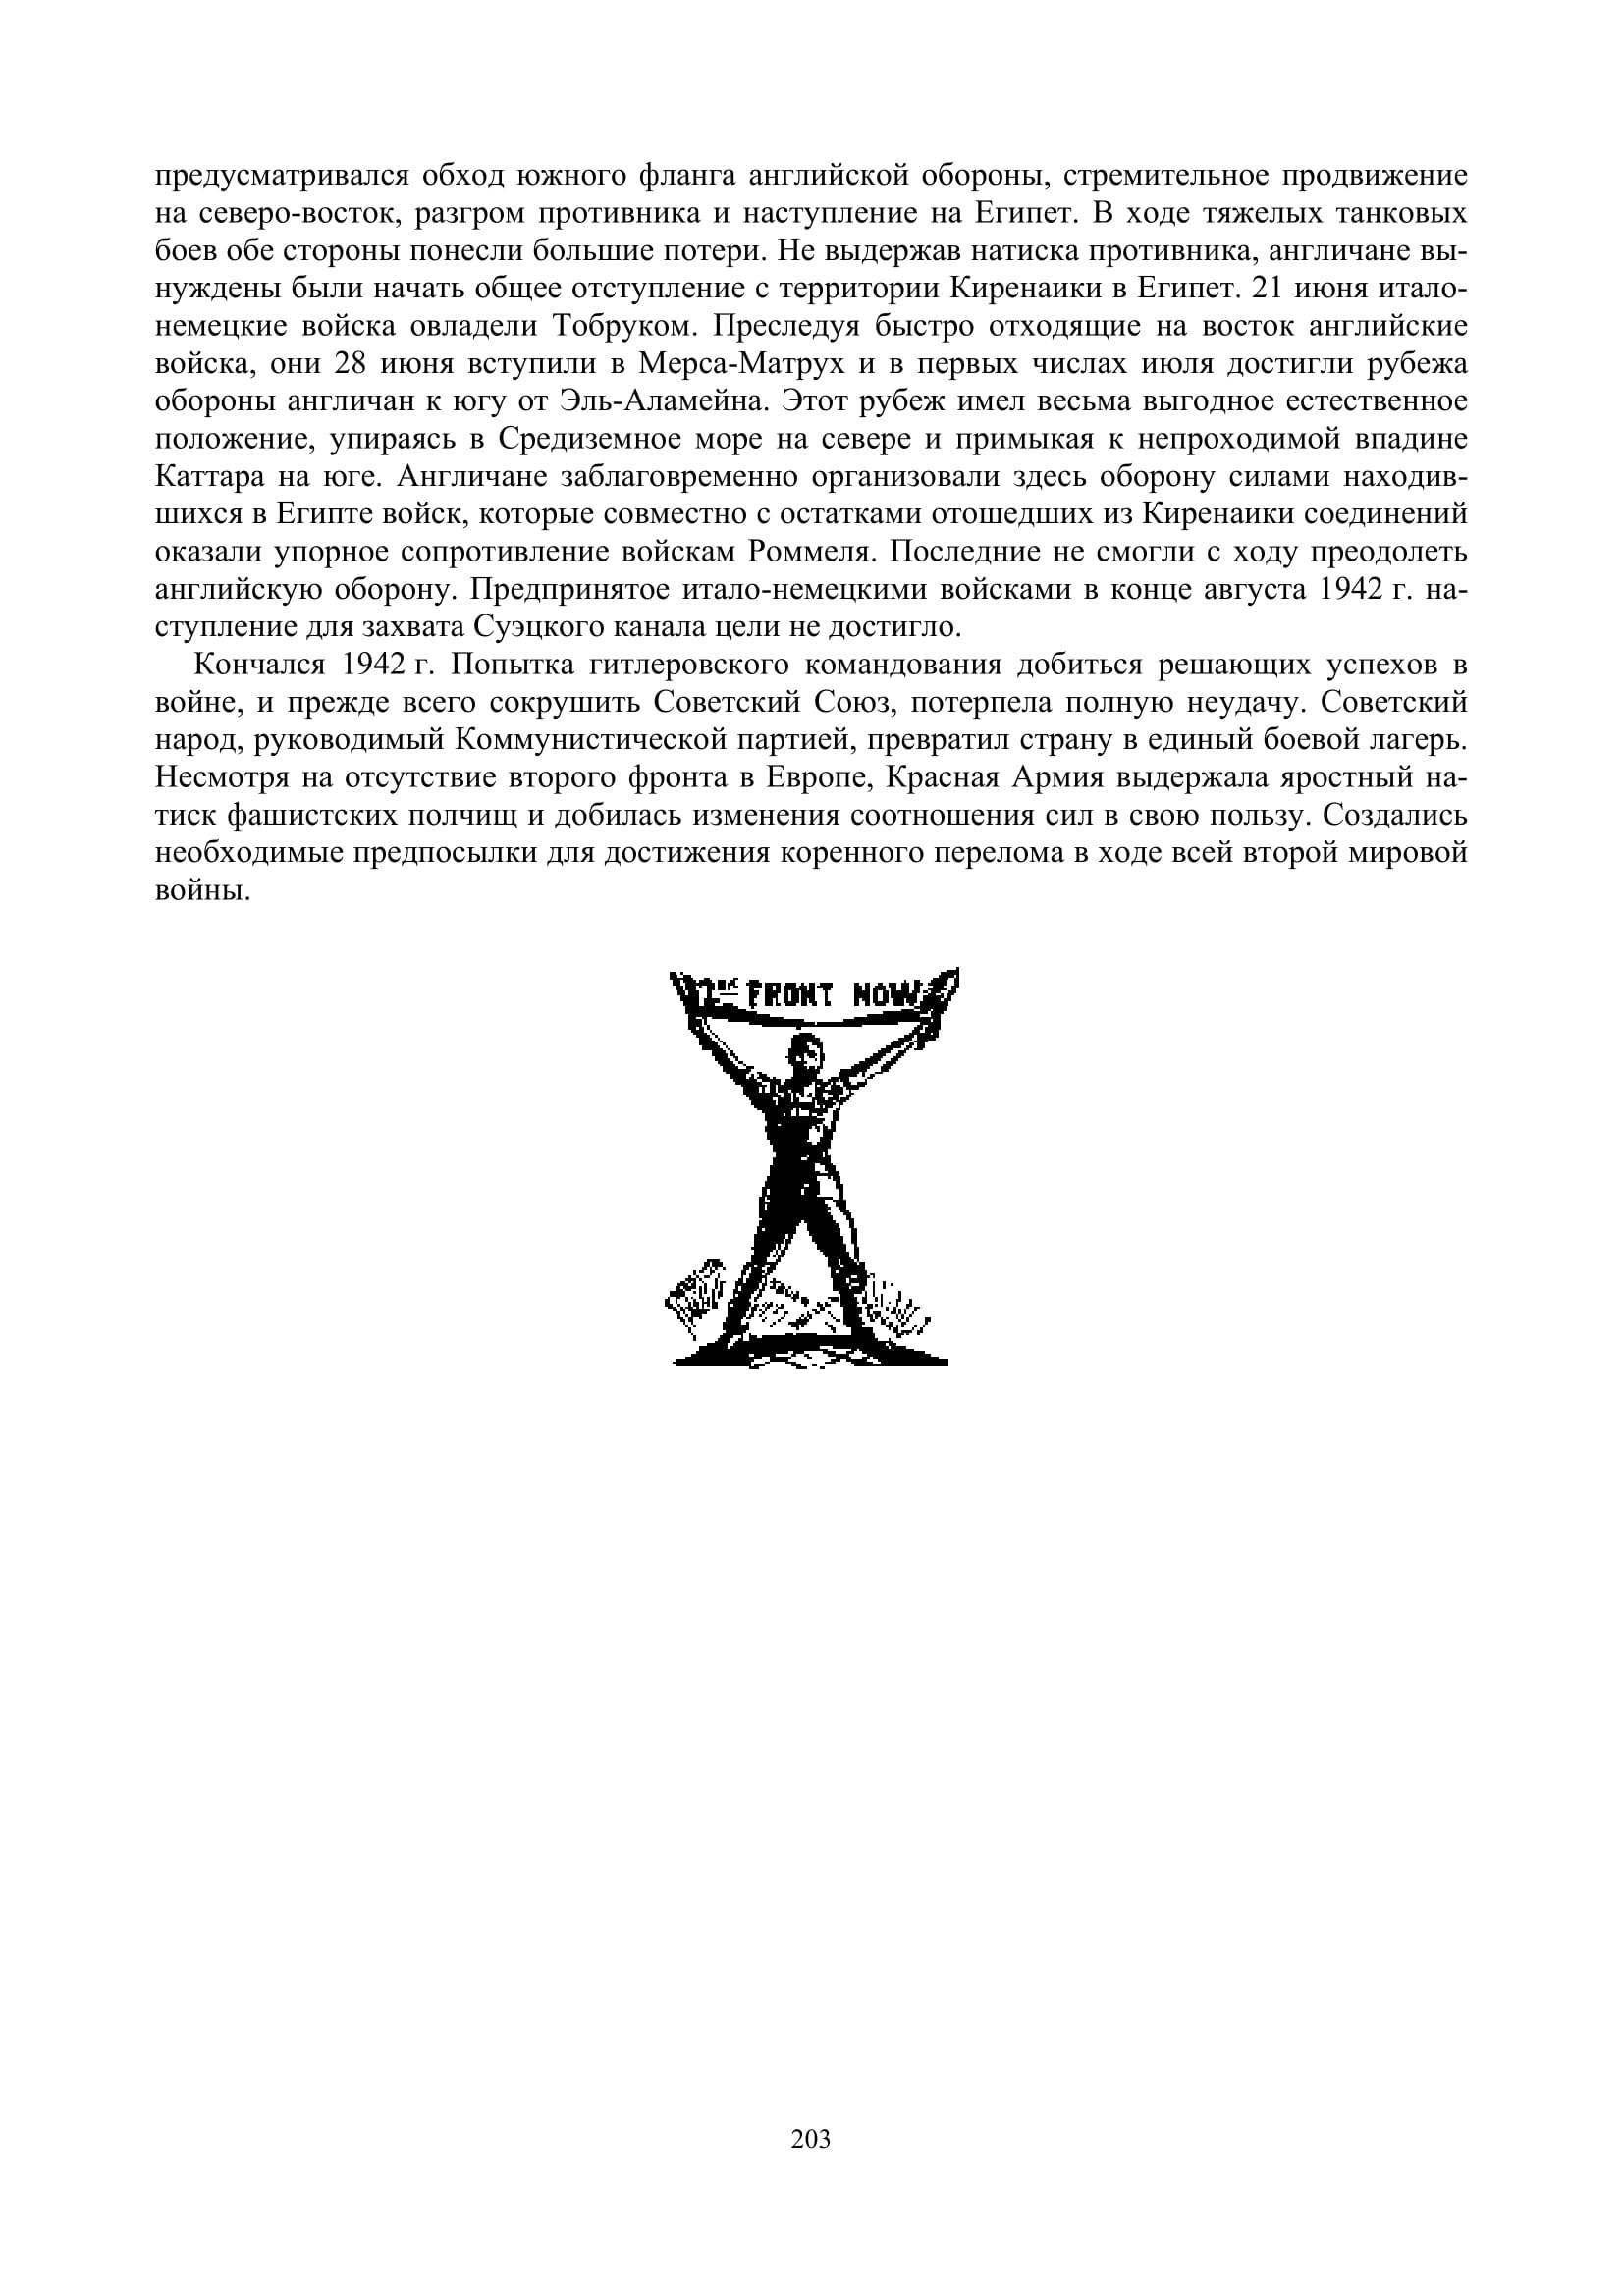 предусматривался обход южного фланга английской обороны, стремительное продвижение
на северо-восток, разгром противника и наступление на Египет. В ходе тяжелых танковых
боев обе стороны понесли большие потери. Не выдержав натиска противника, англичане вы-
нуждены были начать общее отступление с территории Киренаики в Египет. 21 июня итало-
немецкие войска овладели Тобруком. Преследуя быстро отходящие на восток английские
войска, они 28 июня вступили в Мерса-Матрух и в первых числах июля достигли рубежа
обороны англичан к югу от Эль-Аламейна. Этот рубеж имел весьма выгодное естественное
положение, упираясь в Средиземное море на севере и примыкая к непроходимой впадине
Каттара на юге. Англичане заблаговременно организовали здесь оборону силами находив-
шихся в Египте войск, которые совместно с остатками отошедших из Киренаики соединений
оказали упорное сопротивление войскам Роммеля. Последние не смогли с ходу преодолеть
английскую оборону. Предпринятое итало-немецкими войсками в конце августа 1942 г. на-
ступление для захвата Суэцкого канала цели не достигло.
Кончался 1942 г. Попытка гитлеровского командования добиться решающих успехов в
войне, и прежде всего сокрушить Советский Союз, потерпела полную неудачу. Советский
народ, руководимый Коммунистической партией, превратил страну в единый боевой лагерь.
Несмотря на отсутствие второго фронта в Европе, Красная Армия выдержала яростный на-
тиск фашистских полчищ и добилась изменения соотношения сил в свою пользу. Создались
необходимые предпосылки для достижения коренного перелома в ходе всей второй мировой
войны.
FRONT NOW
203